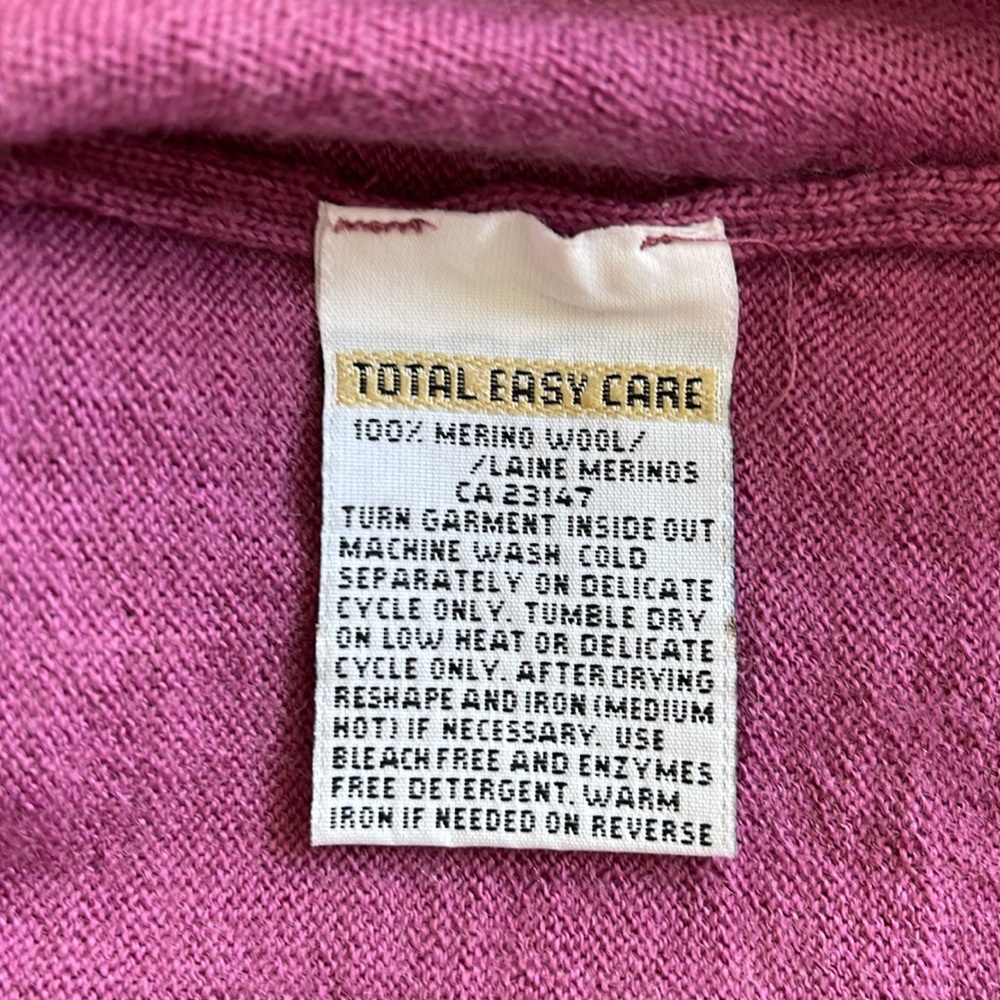 TOTAL EASY CARE
100% MERINO WOOL/
/LAINE MERINOS
CA 23147
TURN GARMENT INSIDE OUT
MACHINE WASH COLD
SEPARATELY ON DELICATE
CYCLE ONLY. TUMBLE DRY
ON LOW HEAT OR DELICATE
CYCLE ONLY. AFTER DRYING
RESHAPE AND IRON (MEDIUM
HOT) IF NECESSARY. USE
BLEACH FREE AND ENZYMES
FREE DETERGENT. WARM
IRON IF NEEDED ON REVERSE